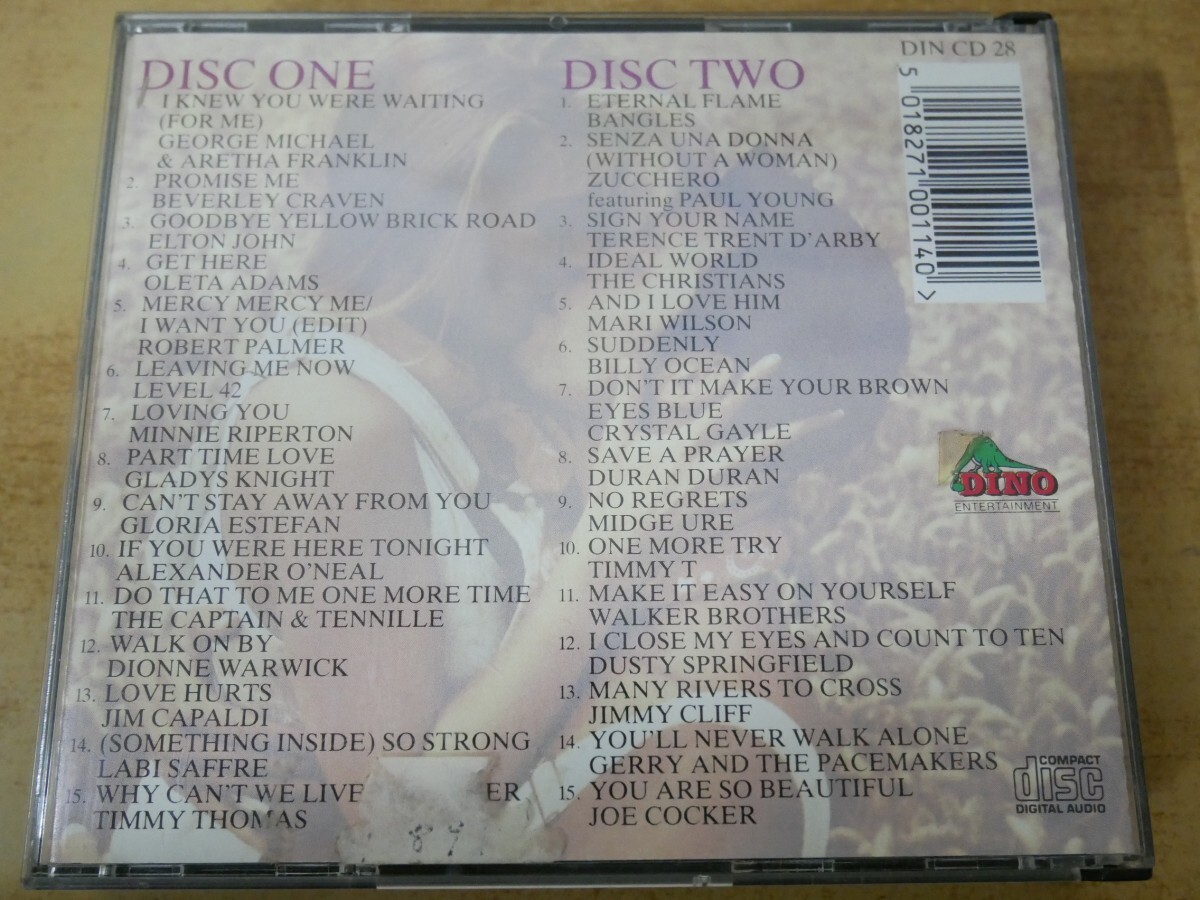 DIN CD 28
DISC ONE
I KNEW YOU WERE WAITING
(FOR ME)
GEORGE MICHAEL
& ARETHA FRANKLIN
2. PROMISE ME
BEVERLEY CRAVEN
3. GOODBYE YELLOW BRICK ROAD
ELTON JOHN
4. GET HERE
OLETA ADAMS
5. MERCY MERCY ME/
I WANT YOU (EDIT)
ROBERT PALMER
6. LEAVING ME NOW
LEVEL 42
7. LOVING YOU
MINNIE RIPERTON
8. PART TIME LOVE
GLADYS KNIGHT
9. CAN'T STAY AWAY FROM YOU
GLORIA ESTEFAN
10. IF YOU WERE HERE TONIGHT
ALEXANDER O'NEAL
11. DO THAT TO ME ONE MORE TIME
THE CAPTAIN & TENNILLE
12. WALK ON BY
DIONNE WARWICK
13. LOVE HURTS
JIM CAPALDI
14. (SOMETHING INSIDE) SO STRONG
LABI SAFFRE
15. WHY CAN'T WE LIVE ER
TIMMY THOMAS
89
DISC TWO
1. ETERNAL FLAME
BANGLES
2. SENZA UNA DONNA
(WITHOUT A WOMAN)
ZUCCHERO
featuring PAUL YOUNG
3. SIGN YOUR NAME
TERENCE TRENT D'ARBY
4. IDEAL WORLD
THE CHRISTIANS
5. AND I LOVE HIM
MARI WILSON
6. SUDDENLY
BILLY OCEAN
7. DON'T IT MAKE YOUR BROWN
EYES BLUE
CRYSTAL GAYLE
8. SAVE A PRAYER
DURAN DURAN
9. NO REGRETS
MIDGE URE
10. ONE MORE TRY
TIMMY T
11. MAKE IT EASY ON YOURSELF
WALKER BROTHERS
12. I CLOSE MY EYES AND COUNT TO TEN
DUSTY SPRINGFIELD
13. MANY RIVERS TO CROSS
JIMMY CLIFF
14. YOU'LL NEVER WALK ALONE
GERRY AND THE PACEMAKERS
15. YOU ARE SO BEAUTIFUL
JOE COCKER
5 018271 001140 >
DINO
ENTERTAINMENT
COMPACT
disc
DIGITAL AUDIO